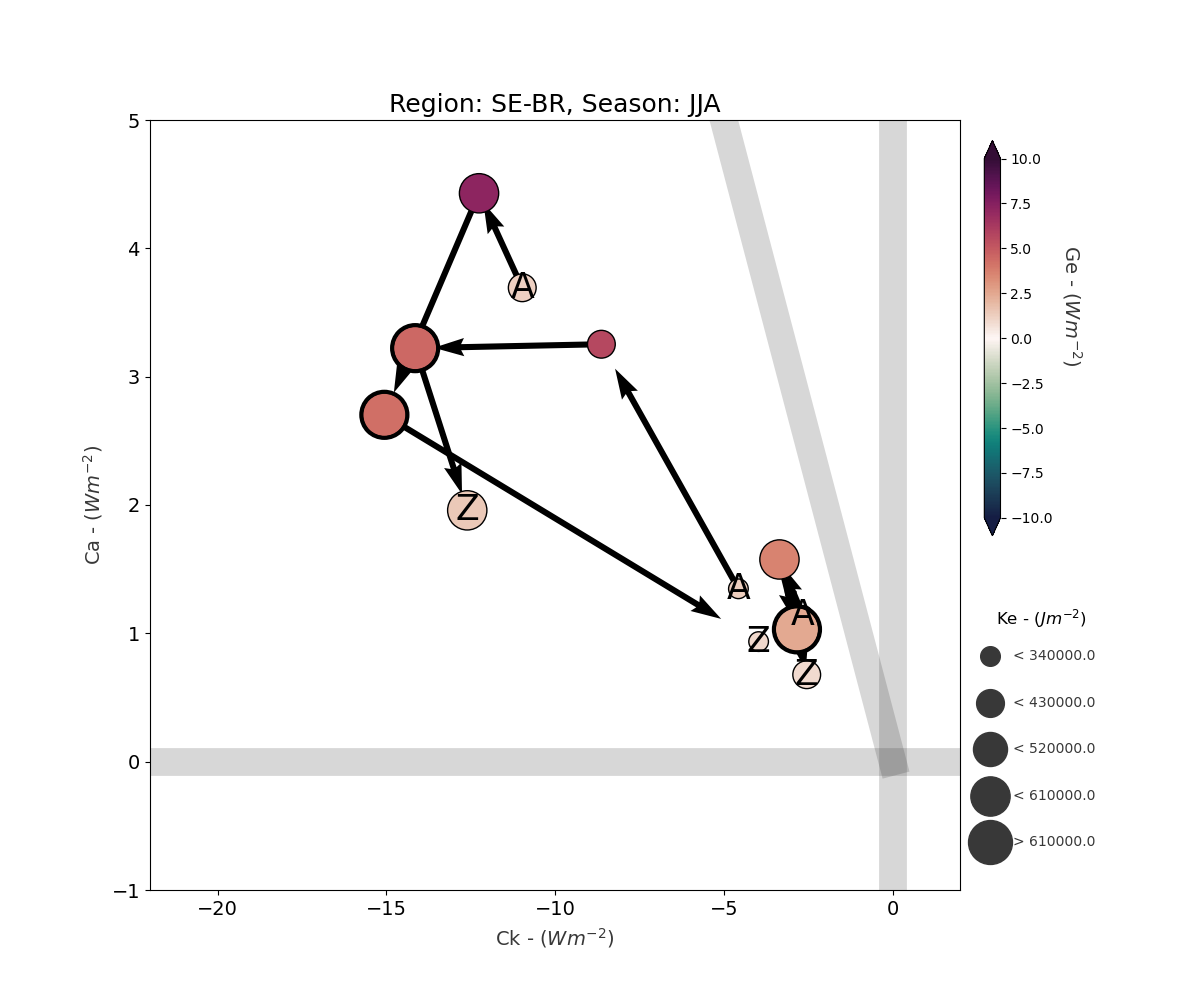 Region: SE-BR, Season: JJA
5
4
3
2
1
0
−1
Ca - (Wm⁻²)
A
Z
A
Z
A
Z
−20
−15
−10
−5
0
Ck - (Wm⁻²)
10.0
7.5
5.0
2.5
0.0
−2.5
−5.0
−7.5
−10.0
Ge - (Wm⁻²)
Ke - (Jm⁻²)
< 340000.0
< 430000.0
< 520000.0
< 610000.0
> 610000.0